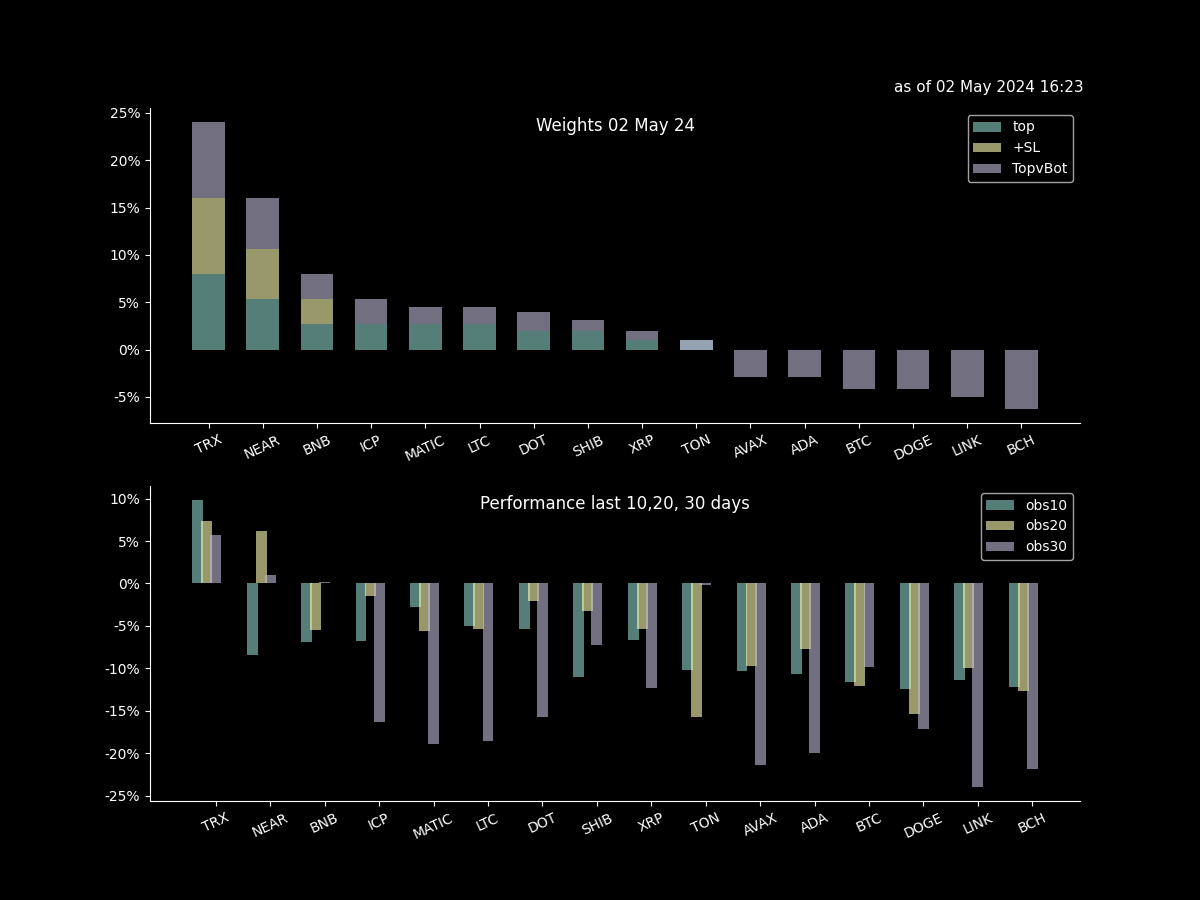 as of 02 May 2024 16:23
Weights 02 May 24
top
+SL
TopvBot
25%
20%
15%
10%
5%
0%
-5%
TRX NEAR BNB ICP MATIC LTC DOT SHIB XRP TON AVAX ADA BTC DOGE LINK BCH
Performance last 10,20, 30 days
obs10
obs20
obs30
10%
5%
0%
-5%
-10%
-15%
-20%
-25%
TRX NEAR BNB ICP MATIC LTC DOT SHIB XRP TON AVAX ADA BTC DOGE LINK BCH